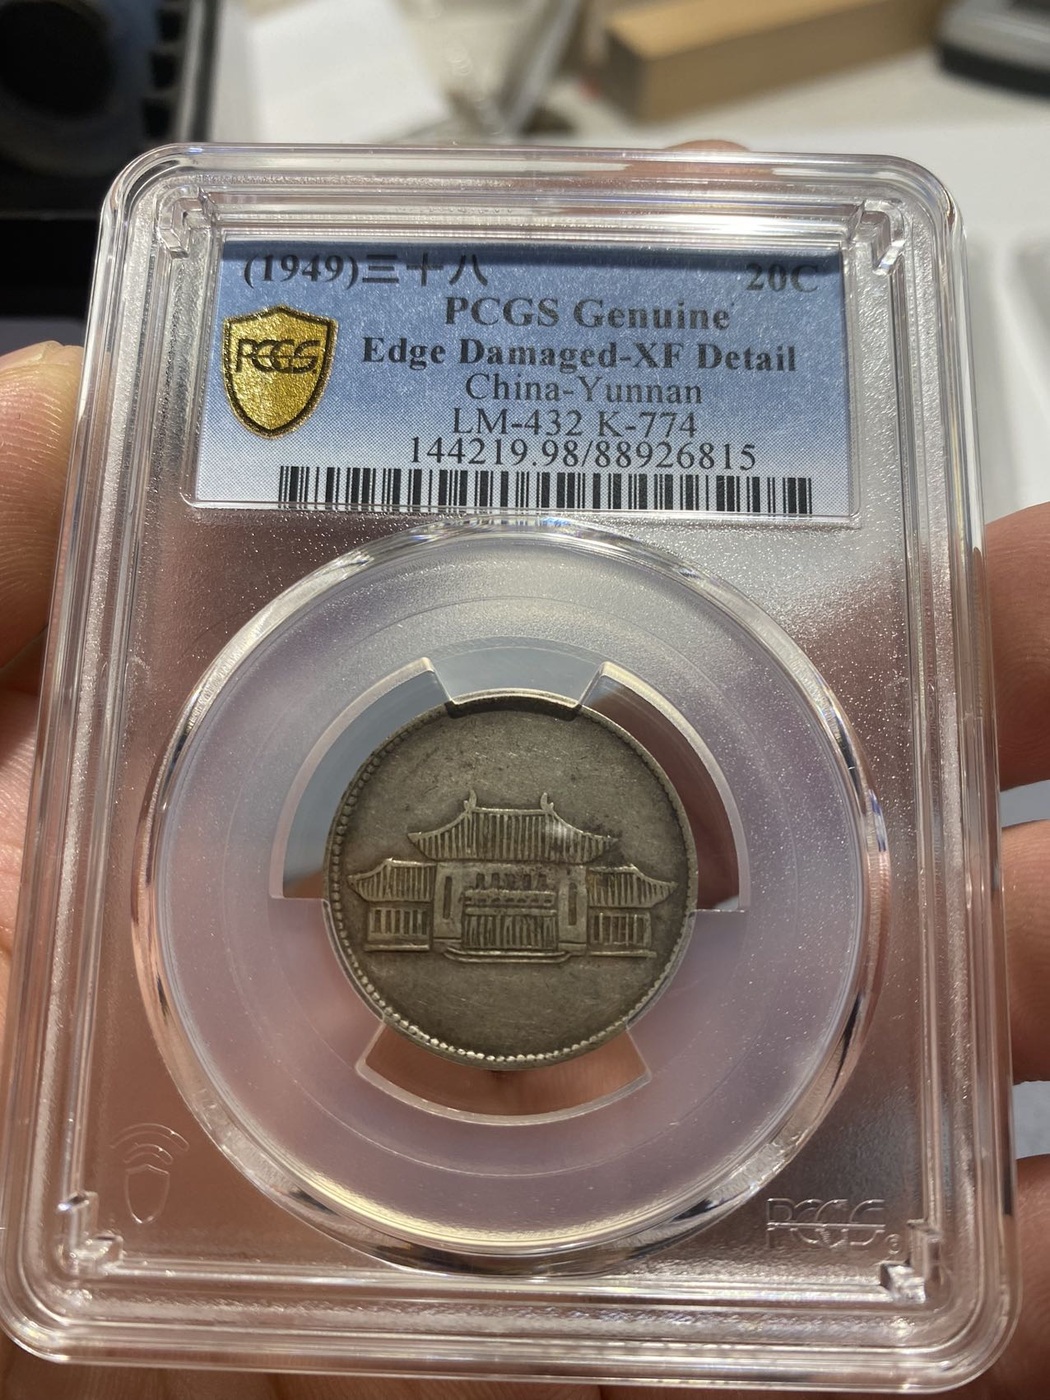 (1949)三十八 20C
PCGS Genuine
Edge Damaged-XF Detail
China-Yunnan
LM-432 K-774
144219.98/88926815
PCGS
PCGS